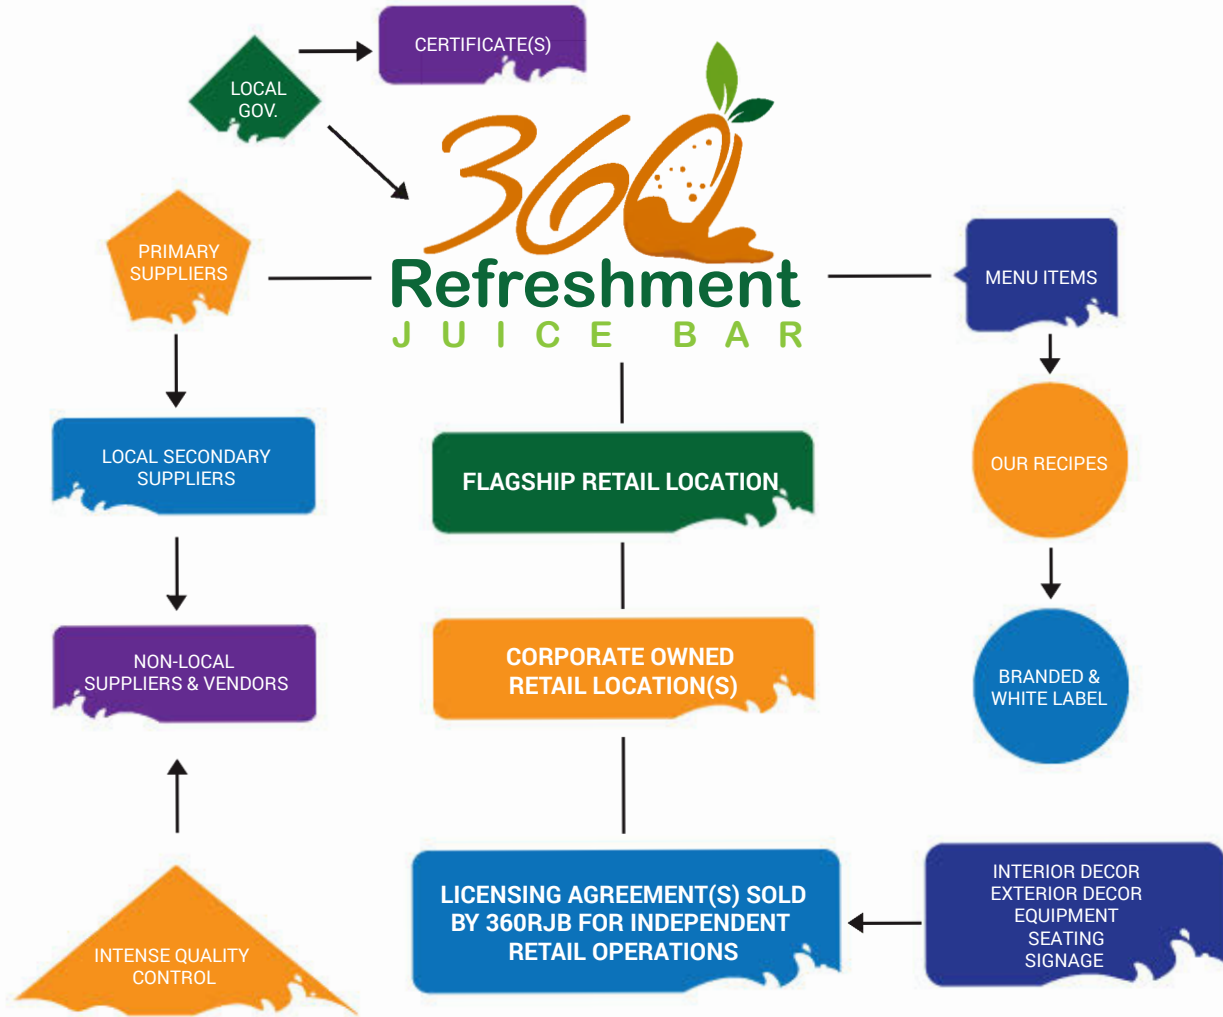 CERTIFICATE(S)
LOCAL
GOV.
360
Refreshment
JUICE BAR
PRIMARY
SUPPLIERS
MENU ITEMS
LOCAL SECONDARY
SUPPLIERS
FLAGSHIP RETAIL LOCATION
OUR RECIPES
NON-LOCAL
SUPPLIERS & VENDORS
CORPORATE OWNED
RETAIL LOCATION(S)
BRANDED &
WHITE LABEL
INTENSE QUALITY
CONTROL
LICENSING AGREEMENT(S) SOLD
BY 360RJB FOR INDEPENDENT
RETAIL OPERATIONS
INTERIOR DECOR
EXTERIOR DECOR
EQUIPMENT
SEATING
SIGNAGE